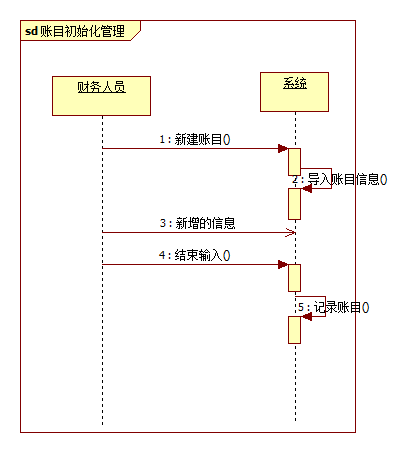 sd 账目初始化管理
财务人员
系统
1 : 新建账目()
2 : 导入账目信息()
3 : 新增的信息
4 : 结束输入()
5 : 记录账目()